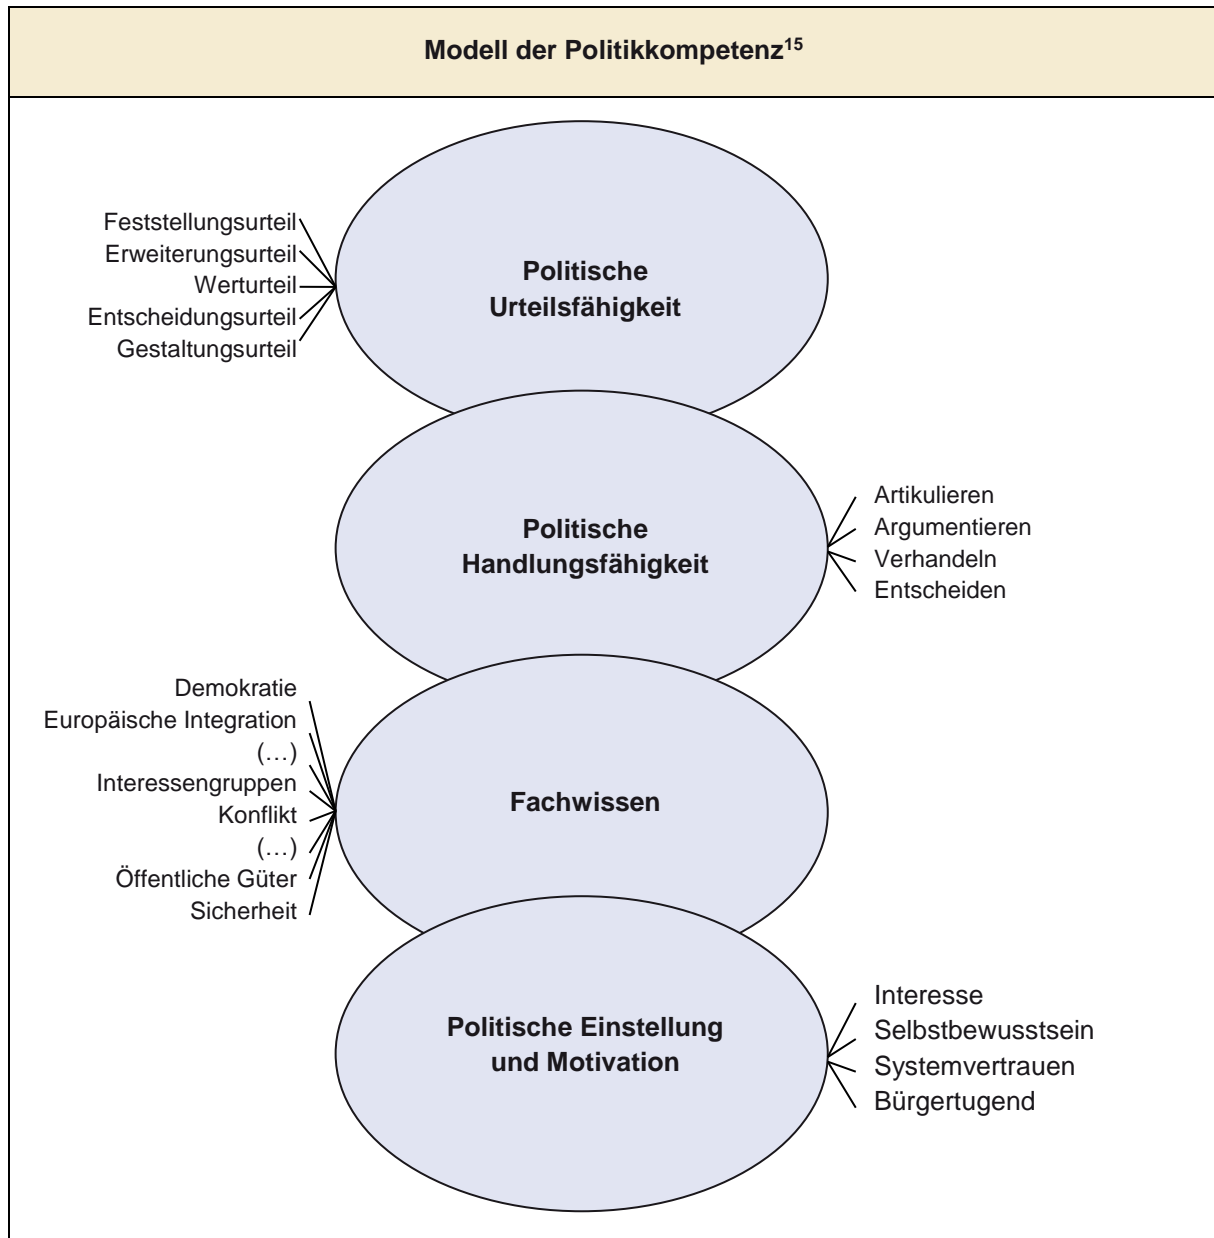 Modell der Politikkompetenz¹⁵
Feststellungsurteil
Erweiterungsurteil
Werturteil
Entscheidungsurteil
Gestaltungsurteil
Politische
Urteilsfähigkeit
Politische
Handlungsfähigkeit
Artikulieren
Argumentieren
Verhandeln
Entscheiden
Demokratie
Europäische Integration
(…)
Interessengruppen
Konflikt
(…)
Öffentliche Güter
Sicherheit
Fachwissen
Politische Einstellung
und Motivation
Interesse
Selbstbewusstsein
Systemvertrauen
Bürgertugend